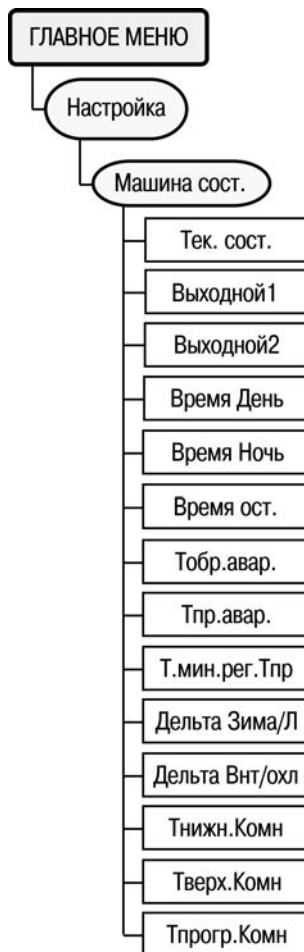 ГЛАВНОЕ МЕНЮ
Настройка
Машина сост.
Тек. сост.
Выходной1
Выходной2
Время День
Время Ночь
Время ост.
Тобр.авар.
Тпр.авар.
Т.мин.рег.Тпр
Дельта Зима/Л
Дельта Внт/охл
Тнижн.Комн
Тверх.Комн
Тпрогр.Комн